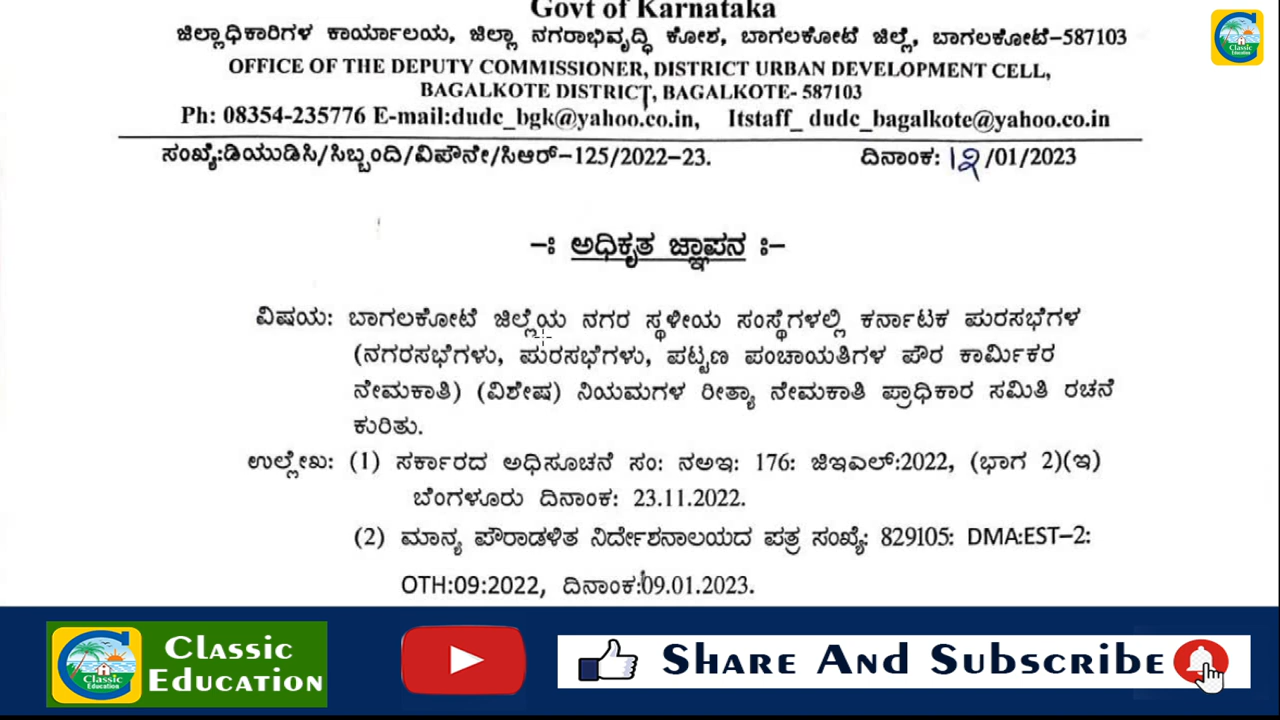 Govt of Karnataka
ಜಿಲ್ಲಾಧಿಕಾರಿಗಳ ಕಾರ್ಯಾಲಯ, ಜಿಲ್ಲಾ ನಗರಾಭಿವೃದ್ಧಿ ಕೋಶ, ಬಾಗಲಕೋಟೆ ಜಿಲ್ಲೆ, ಬಾಗಲಕೋಟೆ-587103
OFFICE OF THE DEPUTY COMMISSIONER, DISTRICT URBAN DEVELOPMENT CELL,
BAGALKOTE DISTRICT, BAGALKOTE- 587103
Ph: 08354-235776 E-mail:dudc_bgk@yahoo.co.in, Itstaff_ dudc_bagalkote@yahoo.co.in
ಸಂಖ್ಯೆ:ಡಿಯುಡಿಸಿ/ಸಿಬ್ಬಂದಿ/ವಿಪೌನೇ/ಸಿಆರ್-125/2022-23. ದಿನಾಂಕ: 12/01/2023
-: ಅಧಿಕೃತ ಜ್ಞಾಪನ :-
ವಿಷಯ: ಬಾಗಲಕೋಟೆ ಜಿಲ್ಲೆಯ ನಗರ ಸ್ಥಳೀಯ ಸಂಸ್ಥೆಗಳಲ್ಲಿ ಕರ್ನಾಟಕ ಪುರಸಭೆಗಳ
(ನಗರಸಭೆಗಳು, ಪುರಸಭೆಗಳು, ಪಟ್ಟಣ ಪಂಚಾಯತಿಗಳ ಪೌರ ಕಾರ್ಮಿಕರ
ನೇಮಕಾತಿ) (ವಿಶೇಷ) ನಿಯಮಗಳ ರೀತ್ಯಾ ನೇಮಕಾತಿ ಪ್ರಾಧಿಕಾರ ಸಮಿತಿ ರಚನೆ
ಕುರಿತು.
ಉಲ್ಲೇಖ: (1) ಸರ್ಕಾರದ ಅಧಿಸೂಚನೆ ಸಂ: ನಅಇ: 176: ಜಿಇಎಲ್:2022, (ಭಾಗ 2)(ಇ)
ಬೆಂಗಳೂರು ದಿನಾಂಕ: 23.11.2022.
(2) ಮಾನ್ಯ ಪೌರಾಡಳಿತ ನಿರ್ದೇಶನಾಲಯದ ಪತ್ರ ಸಂಖ್ಯೆ: 829105: DMA:EST-2:
OTH:09:2022, ದಿನಾಂಕ:09.01.2023.
Classic
Education
Classic
Education
Share And Subscribe
Classic
Education